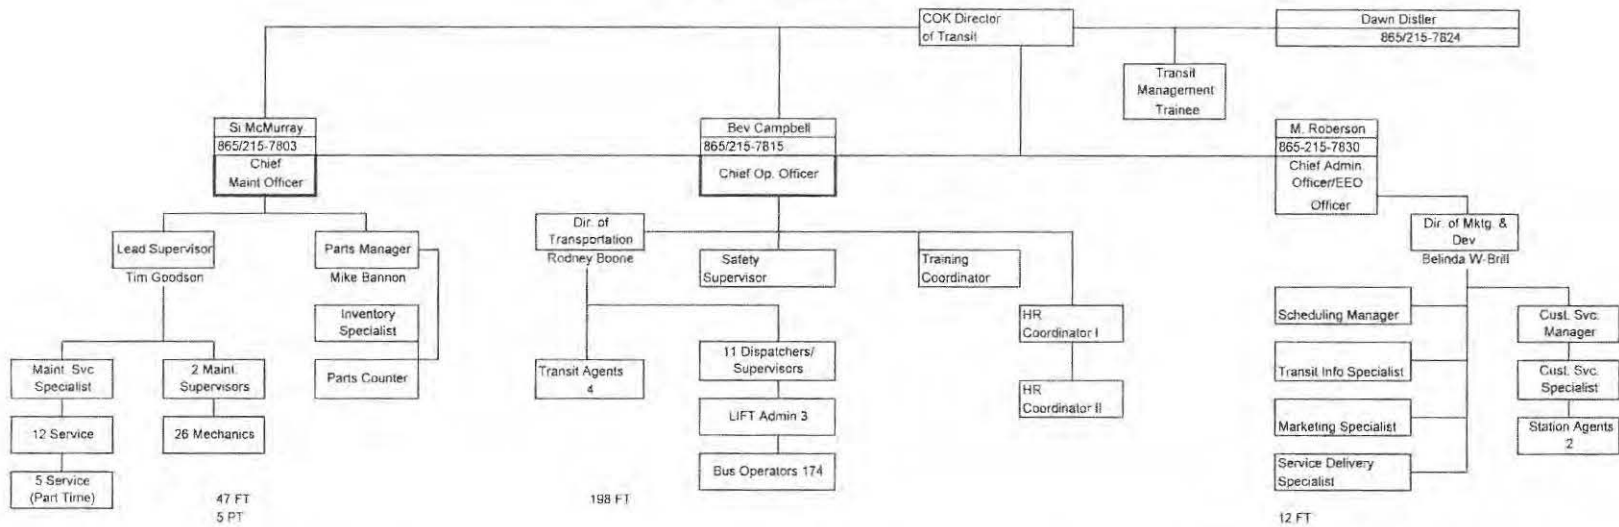 COK Director
of Transit
Dawn Distler
865/215-7824
Transit
Management
Trainee
Si McMurray
865/215-7803
Chief
Maint Officer
Bev Campbell
865/215-7815
Chief Op. Officer
M. Roberson
865-215-7830
Chief Admin.
Officer/EEO
Officer
Lead Supervisor
Tim Goodson
Parts Manager
Mike Bannon
Dir. of
Transportation
Rodney Boone
Safety
Supervisor
Training
Coordinator
Dir. of Mktg. &
Dev
Belinda W-Brill
Inventory
Specialist
Parts Counter
Maint. Svc
Specialist
12 Service
5 Service
(Part Time)
2 Maint.
Supervisors
26 Mechanics
47 FT
5 PT
Transit Agents
4
11 Dispatchers/
Supervisors
LIFT Admin 3
Bus Operators 174
198 FT
HR
Coordinator I
HR
Coordinator II
Scheduling Manager
Transit Info Specialist
Marketing Specialist
Service Delivery
Specialist
Cust. Svc.
Manager
Cust. Svc.
Specialist
Station Agents
2
12 FT